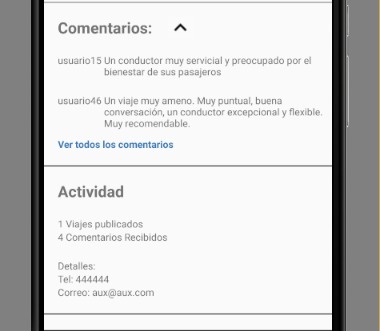 Comentarios:
usuario15 Un conductor muy servicial y preocupado por el
bienestar de sus pasajeros
usuario46 Un viaje muy ameno. Muy puntual, buena
conversación, un conductor excepcional y flexible.
Muy recomendable.
Ver todos los comentarios
Actividad
1 Viajes publicados
4 Comentarios Recibidos
Detalles:
Tel: 444444
Correo: aux@aux.com